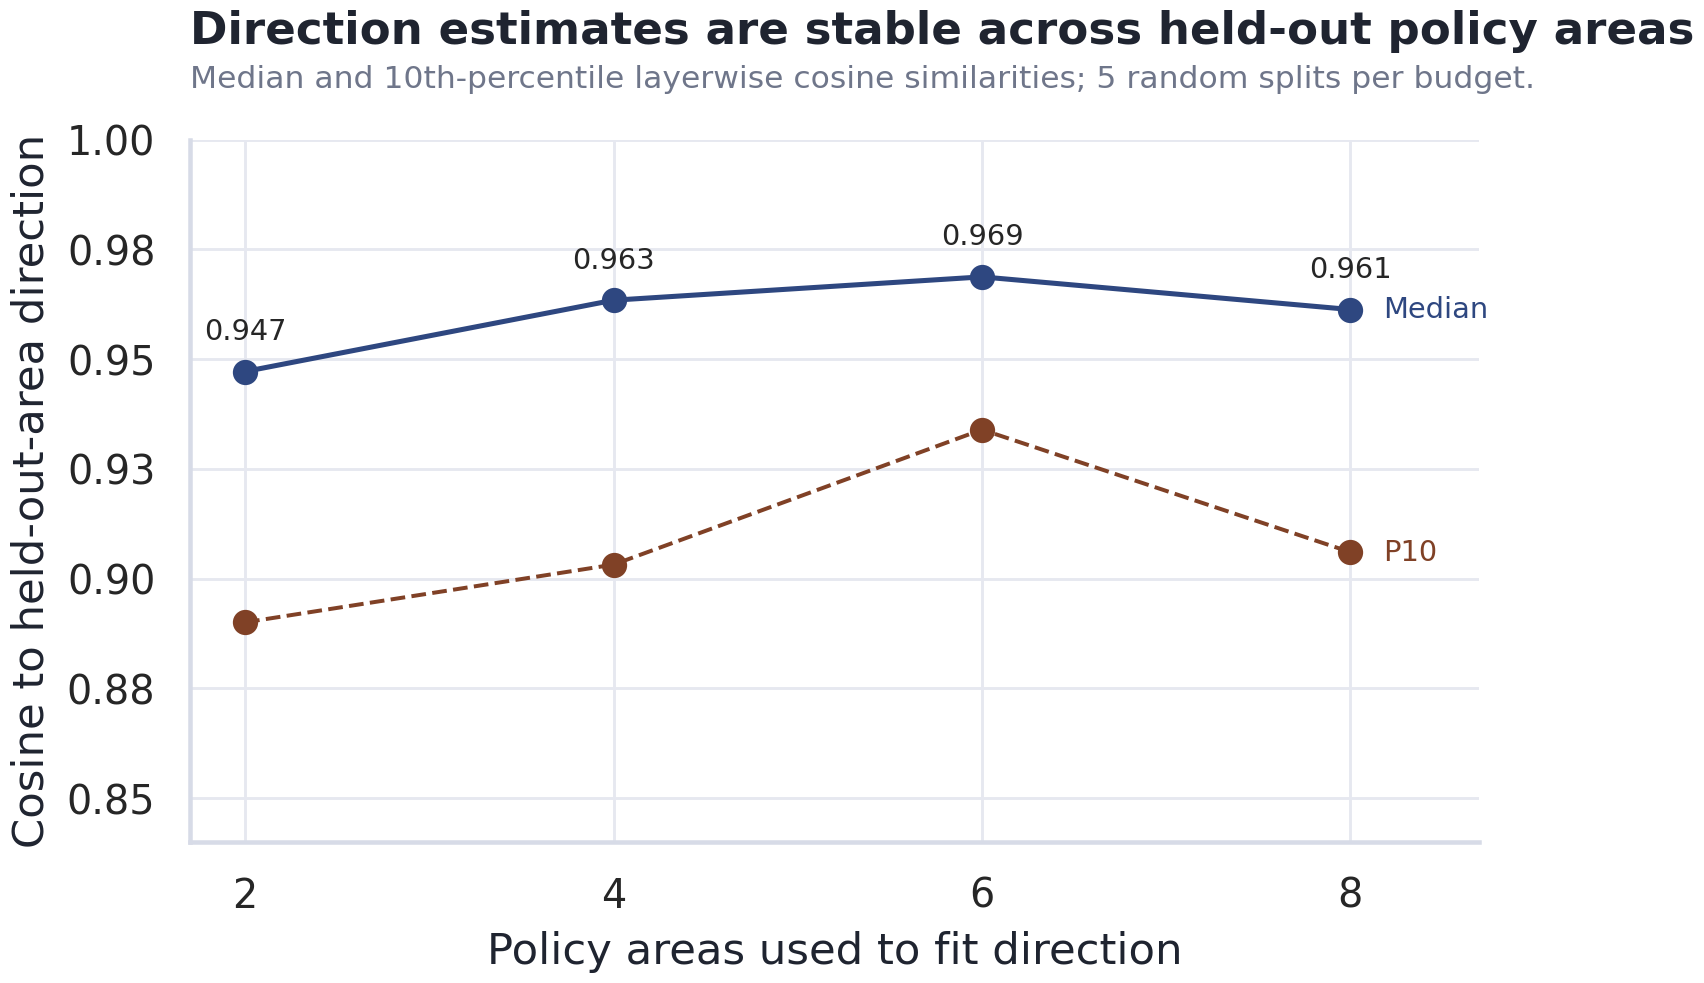 Direction estimates are stable across held-out policy areas
Median and 10th-percentile layerwise cosine similarities; 5 random splits per budget.
Cosine to held-out-area direction
1.00
0.98
0.95
0.93
0.90
0.88
0.85
0.947
0.963
0.969
0.961
Median
P10
2 4 6 8
Policy areas used to fit direction